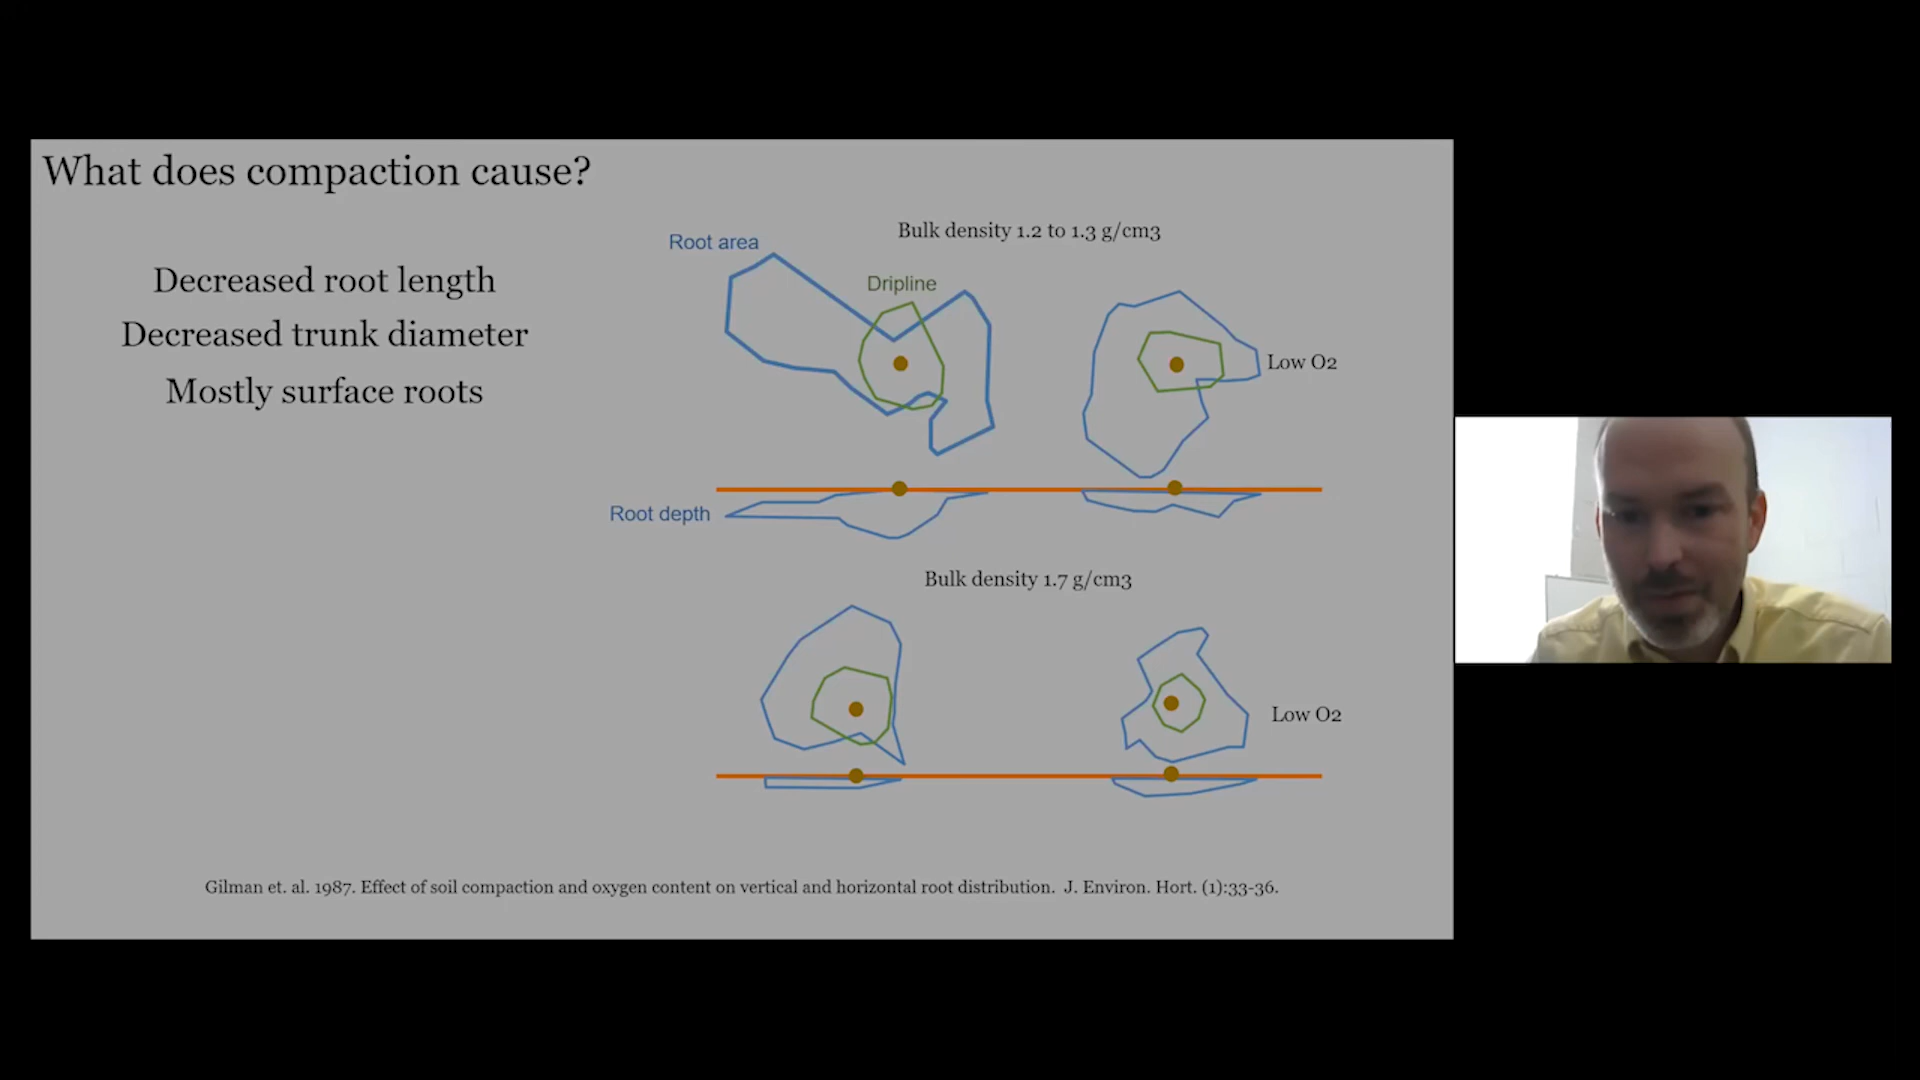 What does compaction cause?
Decreased root length
Decreased trunk diameter
Mostly surface roots
Bulk density 1.2 to 1.3 g/cm3
Root area
Dripline
Low O2
Root depth
Bulk density 1.7 g/cm3
Low O2
Gilman et. al. 1987. Effect of soil compaction and oxygen content on vertical and horizontal root distribution. J. Environ. Hort. (1):33-36.